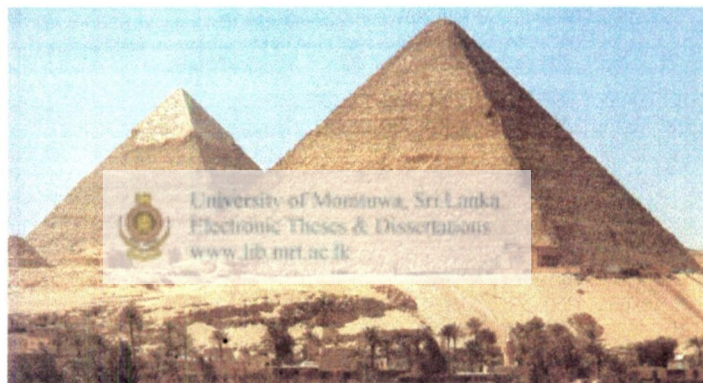 University of Moratuwa, Sri Lanka.
Electronic Theses & Dissertations
www.lib.mrt.ac.lk